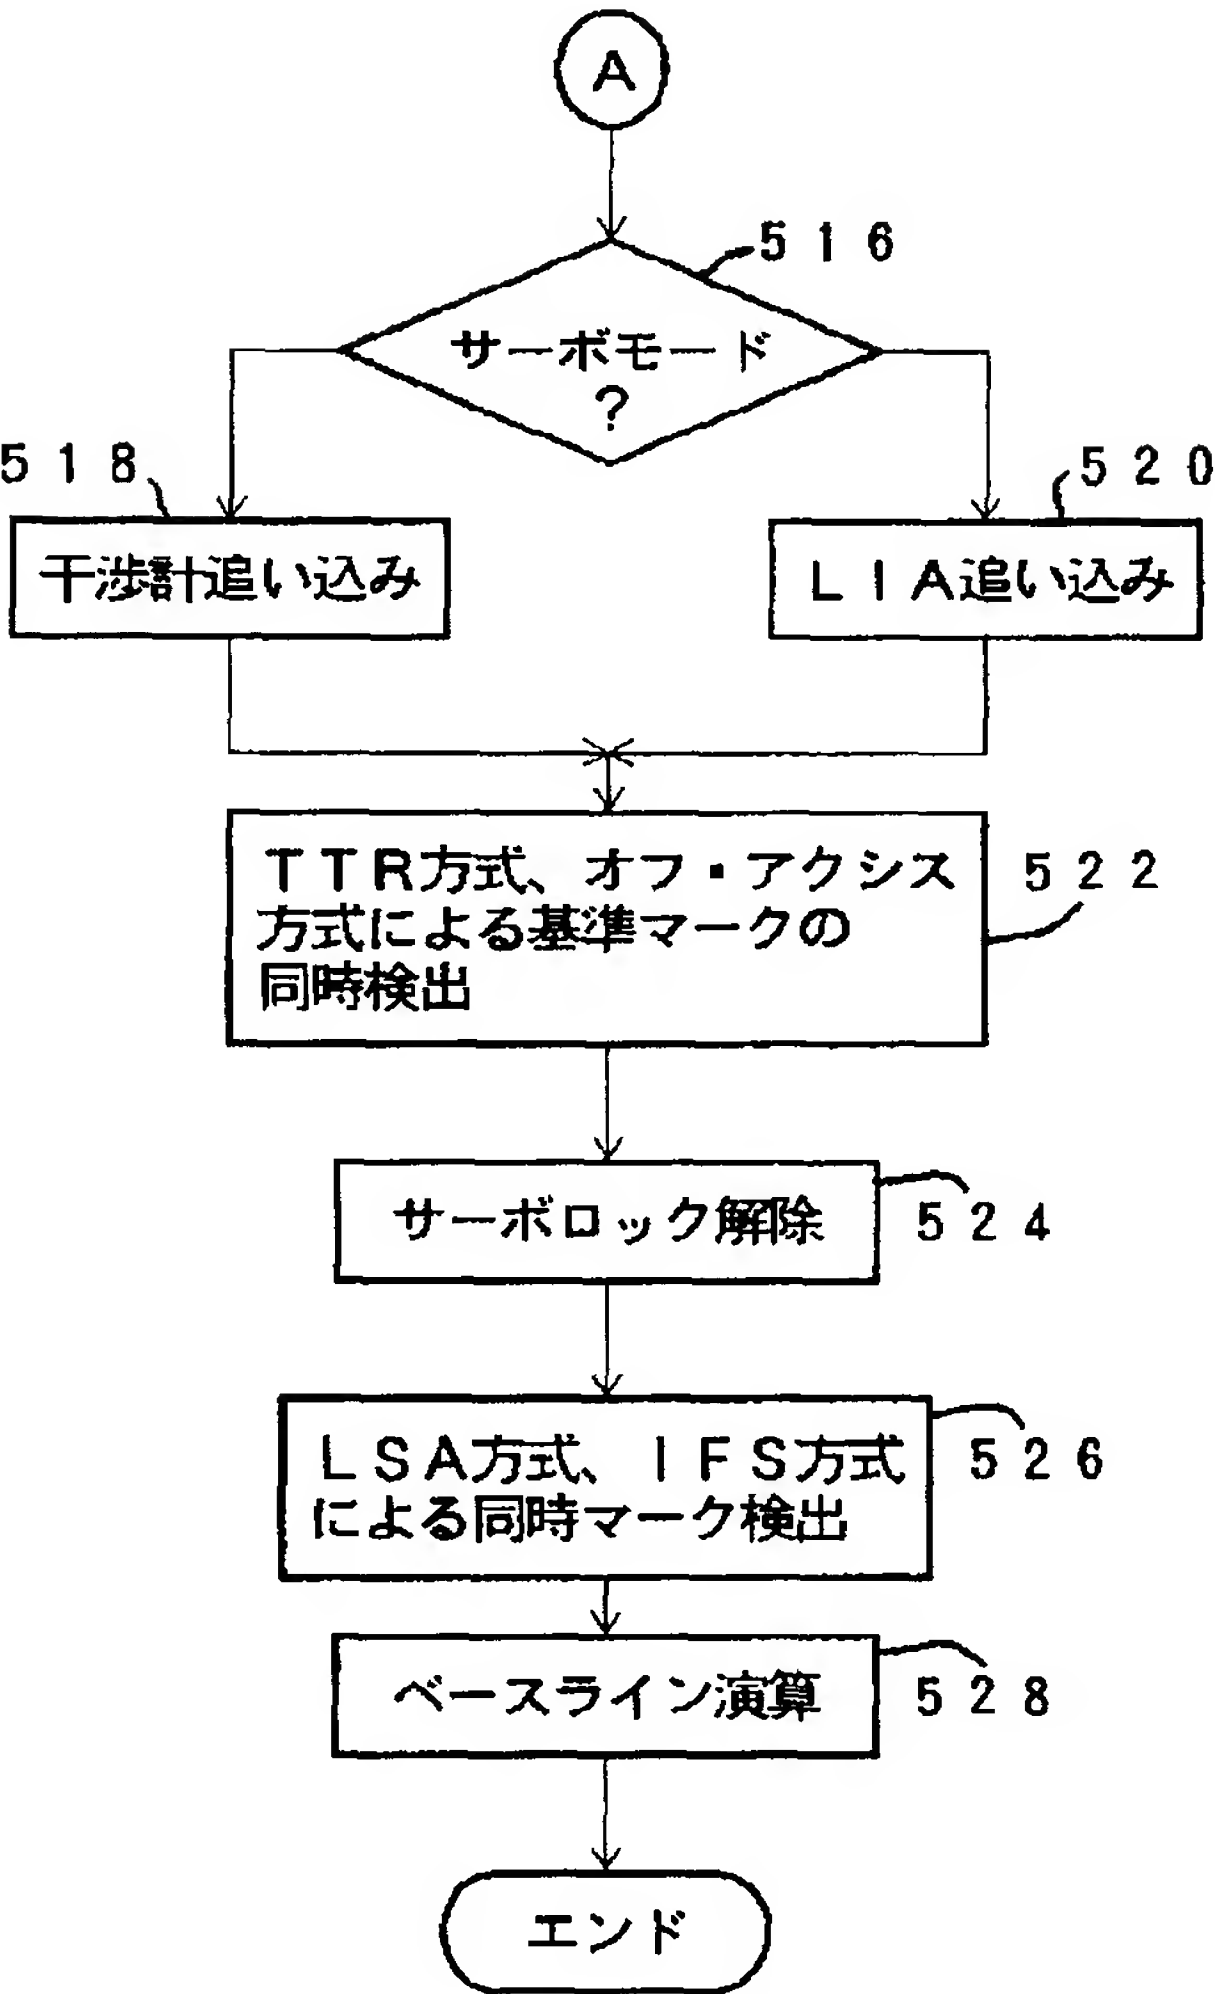 A
516
サーボモード
?
518
干渉計追い込み
520
LIA追い込み
TTR方式、オフ・アクシス
方式による基準マークの
同時検出
522
サーボロック解除
524
LSA方式、IFS方式
による同時マーク検出
526
ベースライン演算
528
エンド